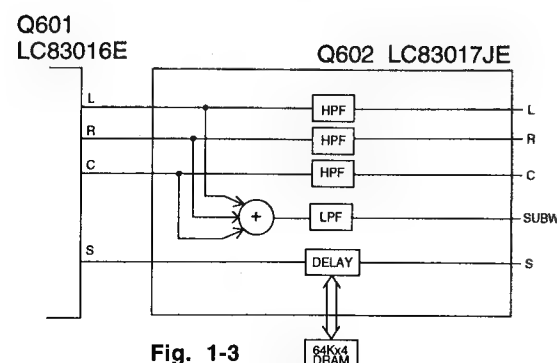 Q601
LC83016E
Q602 LC83017JE
L
HPF
L
R
HPF
R
C
HPF
C
+
LPF
SUBW
S
DELAY
S
64Kx4
DRAM
Fig. 1-3